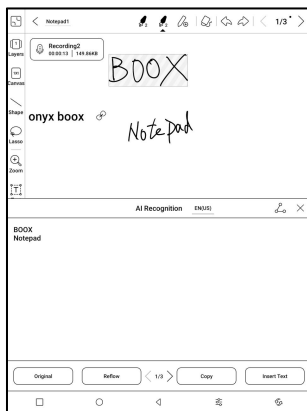 Notepad1
1/3
Layers
Recording2
00:00:13 | 149.86KB
BOOX
Canvas
Shape
onyx boox
Notepad
Lasso
Zoom
AI Recognition EN(US)
BOOX
Notepad
Original Reflow 1/3 Copy Insert Text